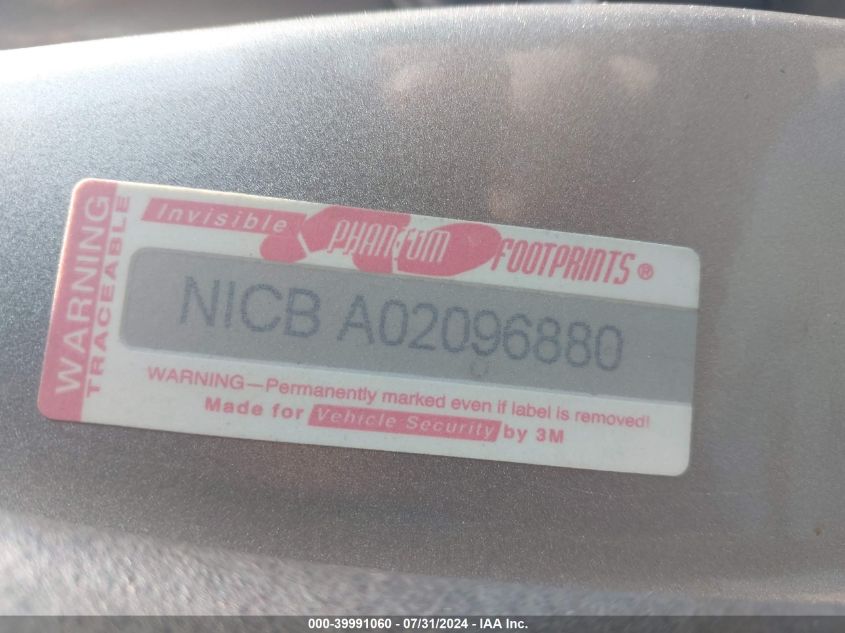 WARNING
TRACEABLE
Invisible PHANTOM FOOTPRINTS®
NICB A02096880
WARNING—Permanently marked even if label is removed!
Made for Vehicle Security by 3M
000-39991060 - 07/31/2024 - IAA Inc.